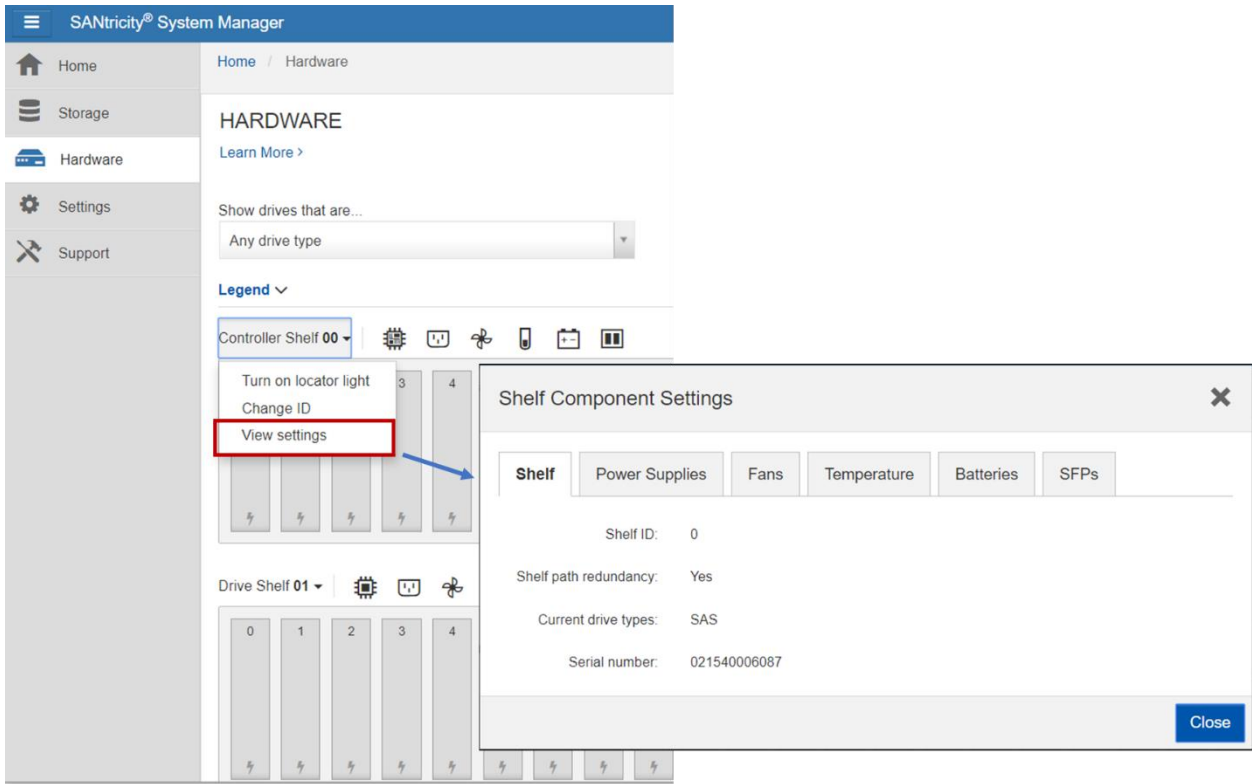 SANtricity® System Manager
Home
Storage
Hardware
Settings
Support
Home / Hardware
HARDWARE
Learn More >
Show drives that are...
Any drive type
Legend
Controller Shelf 00
Turn on locator light
Change ID
View settings
3 4
Drive Shelf 01
0 1 2 3 4
Shelf Component Settings
Shelf Power Supplies Fans Temperature Batteries SFPs
Shelf ID: 0
Shelf path redundancy: Yes
Current drive types: SAS
Serial number: 021540006087
Close